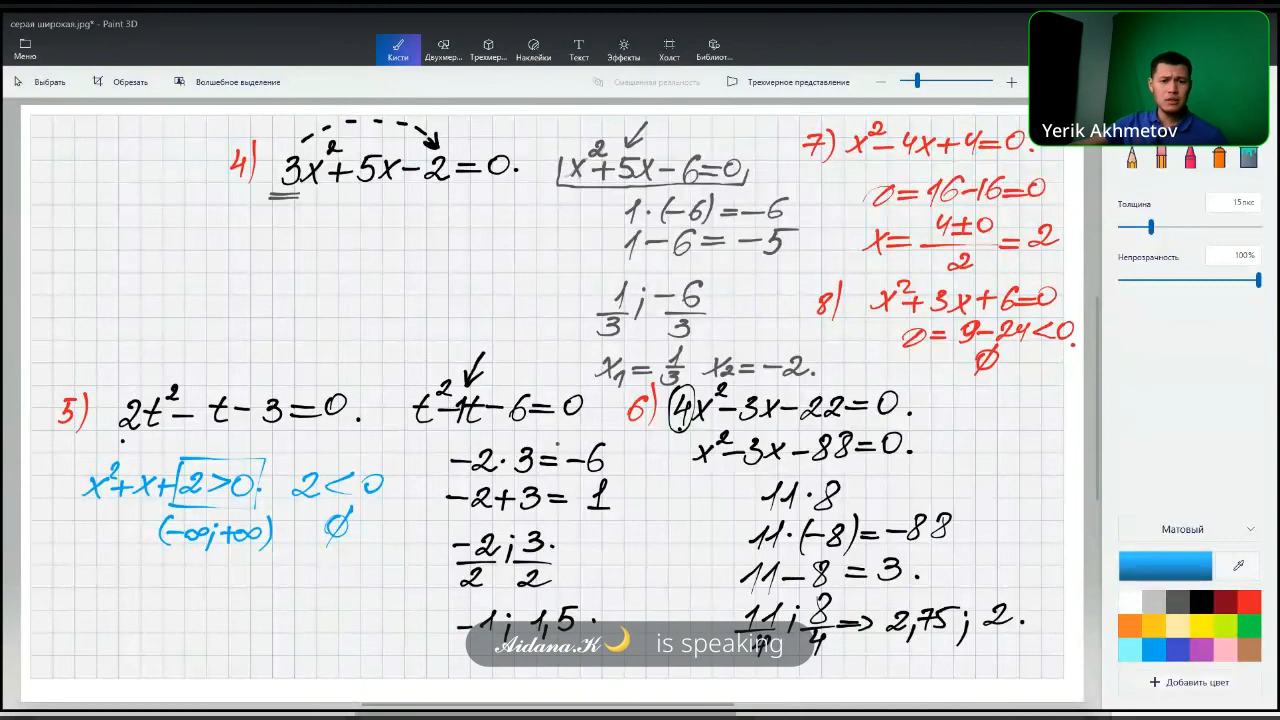 серая широкая.jpg* - Paint 3D
Меню
Кисти
Двухмер...
Трехмер...
Наклейки
Текст
Эффекты
Холст
Библиот...
Выбрать
Обрезать
Волшебное выделение
Смешанная реальность
Трехмерное представление
Yerik Akhmetov
Толщина
15пкс
Непрозрачность
100%
Матовый
Добавить цвет
4) 3x²+5x-2=0.
x²+5x-6=0
1·(-6)=-6
1-6=-5
1/3 ; -6/3
x₁=1/3 x₂=-2.
7) x²-4x+4=0.
D=16-16=0
x=(4±0)/2=2
8) x²+3x+6=0
D=9-24<0.
∅
5) 2t²-t-3=0.
t²-1t-6=0
-2·3=-6
-2+3=1
-2/2 ; 3/2.
-1; 1,5.
x²+x+2>0. 2<0
(-∞;+∞) ∅
6) 4x²-3x-22=0.
x²-3x-88=0.
11·8
11·(-8)=-88
11-8=3.
11/4 ; 8/4 => 2,75; 2.
Aidana.K🌙 is speaking